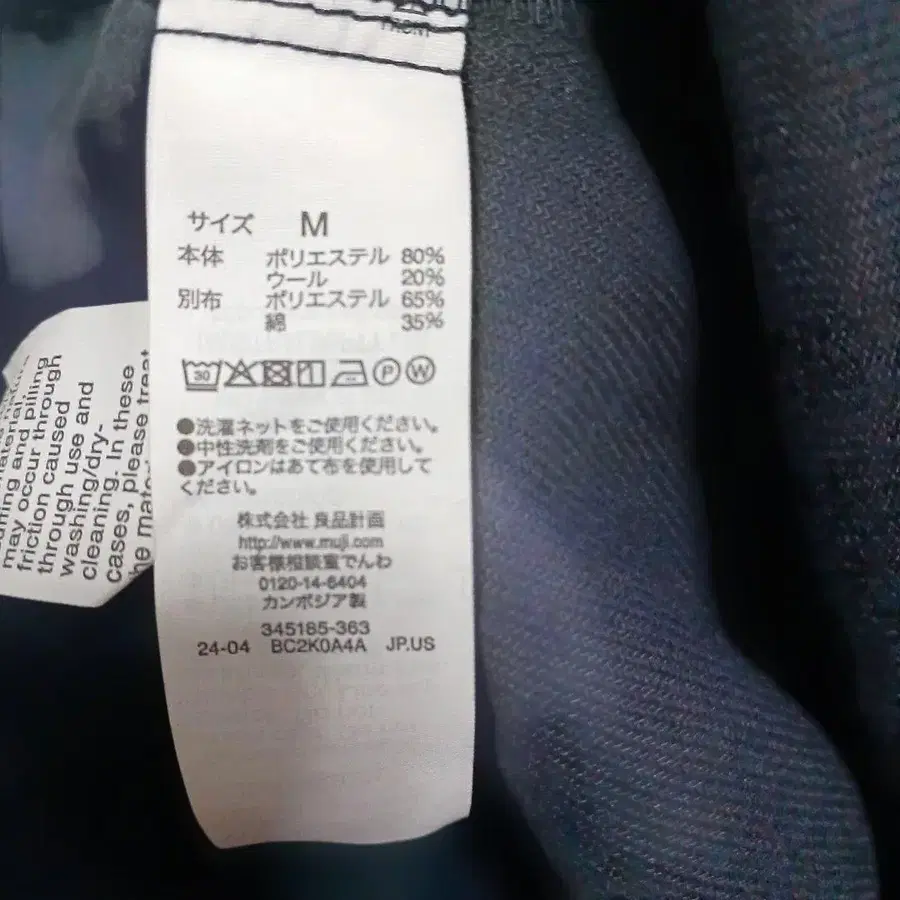 サイズ M
本体 ポリエステル 80%
ウール 20%
別布 ポリエステル 65%
綿 35%
30 P W
●洗濯ネットをご使用ください。
●中性洗剤をご使用ください。
●アイロンはあて布を使用して
ください。
株式会社 良品計画
http://www.muji.com
お客様相談室でんわ
0120-14-6404
カンボジア製
345185-363
24-04 BC2K0A4A JP.US
and pilling
may occur through
friction caused
through use and
washing/dry-
cleaning. In these
cases, please treat